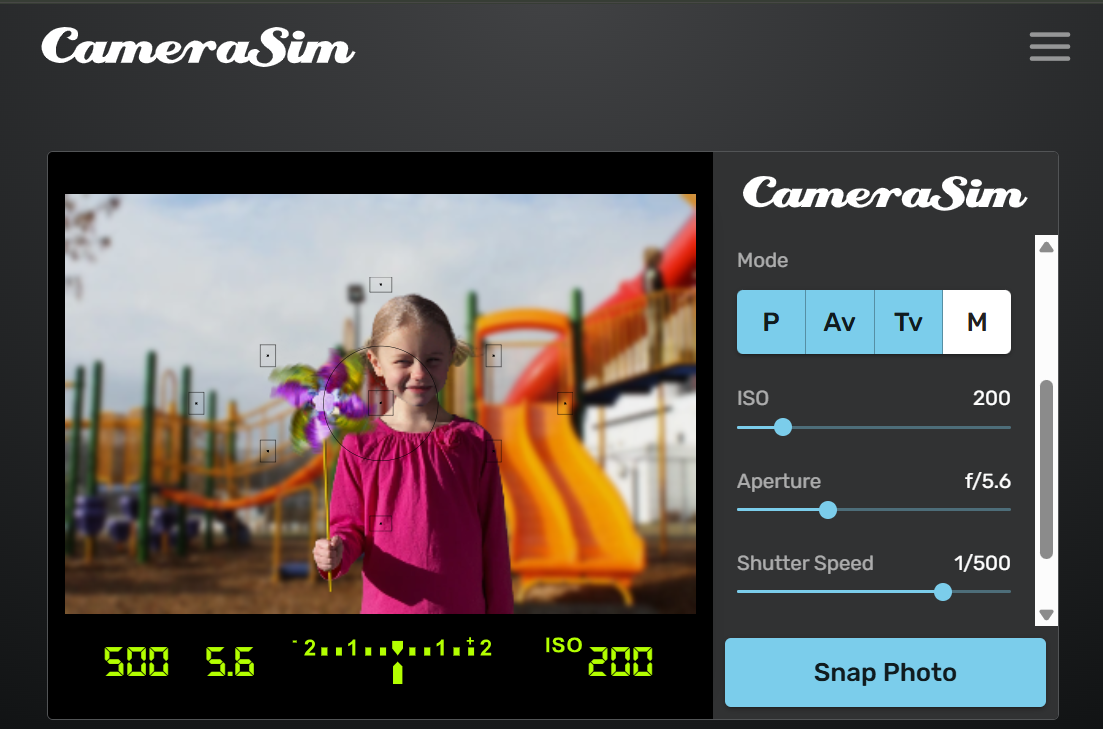 CameraSim
CameraSim
Mode
P Av Tv M
ISO 200
Aperture f/5.6
Shutter Speed 1/500
Snap Photo
500 5.6 -2..1..▼..1..+2 ISO 200